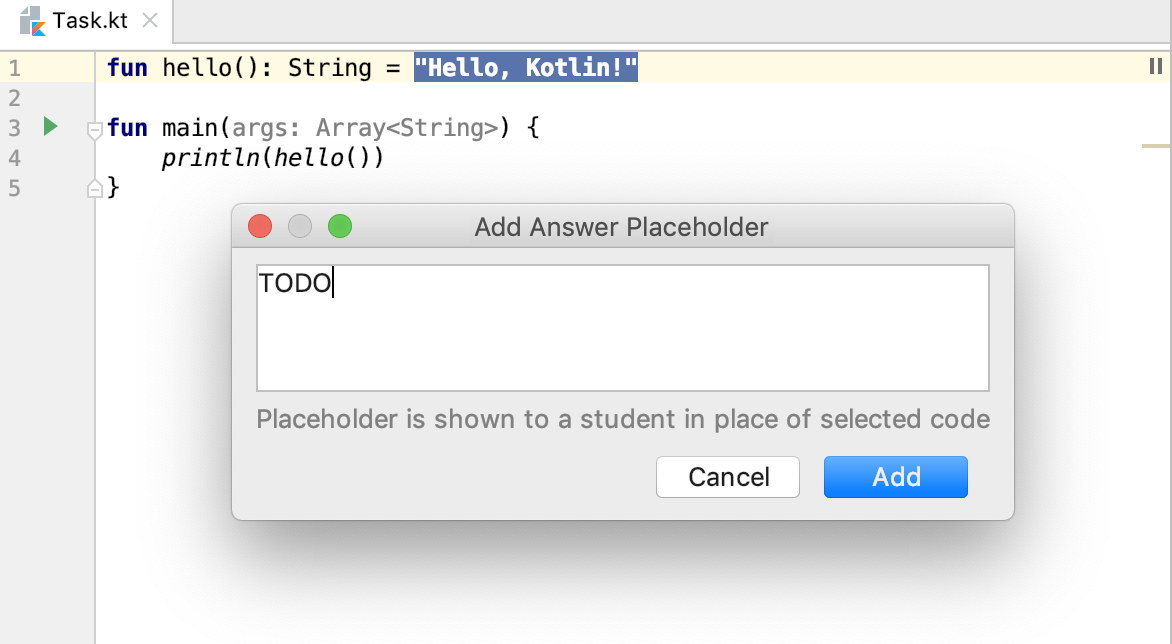 Task.kt
1 fun hello(): String = "Hello, Kotlin!"
2
3 fun main(args: Array<String>) {
4     println(hello())
5 }
Add Answer Placeholder
TODO
Placeholder is shown to a student in place of selected code
Cancel Add